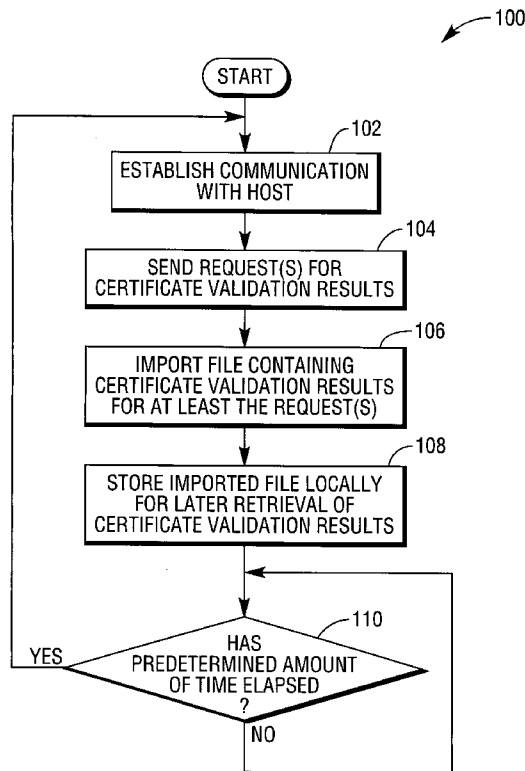 100
START
102
ESTABLISH COMMUNICATION
WITH HOST
104
SEND REQUEST(S) FOR
CERTIFICATE VALIDATION RESULTS
106
IMPORT FILE CONTAINING
CERTIFICATE VALIDATION RESULTS
FOR AT LEAST THE REQUEST(S)
108
STORE IMPORTED FILE LOCALLY
FOR LATER RETRIEVAL OF
CERTIFICATE VALIDATION RESULTS
110
YES
HAS
PREDETERMINED AMOUNT
OF TIME ELAPSED
?
NO